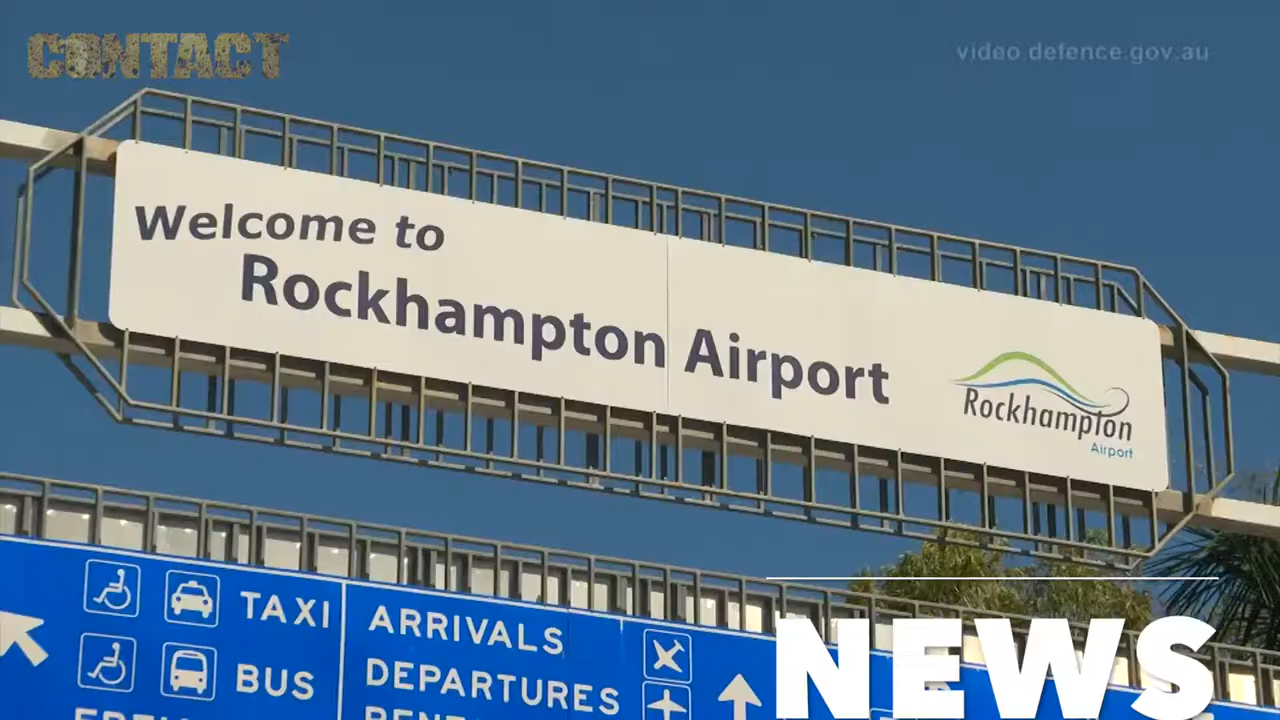 CONTACT
video.defence.gov.au
Welcome to
Rockhampton Airport
Rockhampton
Airport
TAXI
BUS
ARRIVALS
DEPARTURES
NEWS